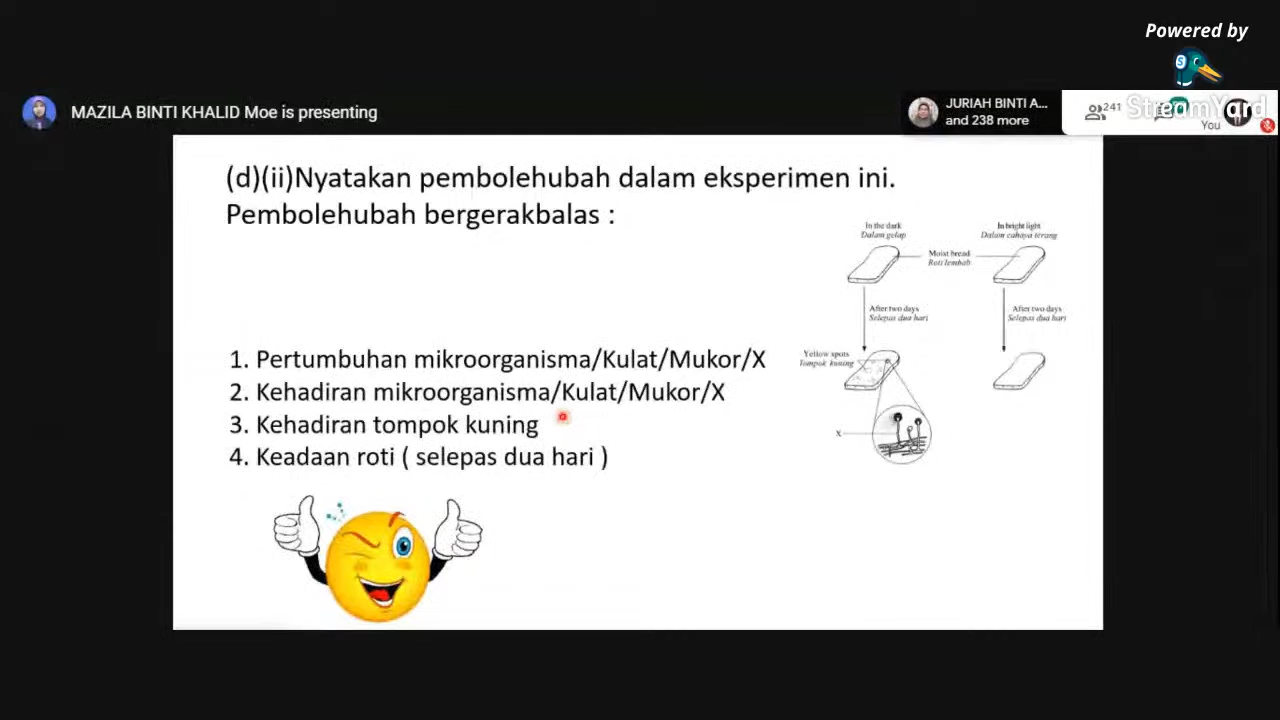 Powered by
MAZILA BINTI KHALID Moe is presenting
JURIAH BINTI A...
and 238 more
241
StreamYard
You
(d)(ii)Nyatakan pembolehubah dalam eksperimen ini.
Pembolehubah bergerakbalas :
In the dark
Dalam gelap
In bright light
Dalam cahaya terang
Moist bread
Roti lembab
After two days
Selepas dua hari
After two days
Selepas dua hari
Yellow spots
Tompok kuning
X
1. Pertumbuhan mikroorganisma/Kulat/Mukor/X
2. Kehadiran mikroorganisma/Kulat/Mukor/X
3. Kehadiran tompok kuning
4. Keadaan roti ( selepas dua hari )